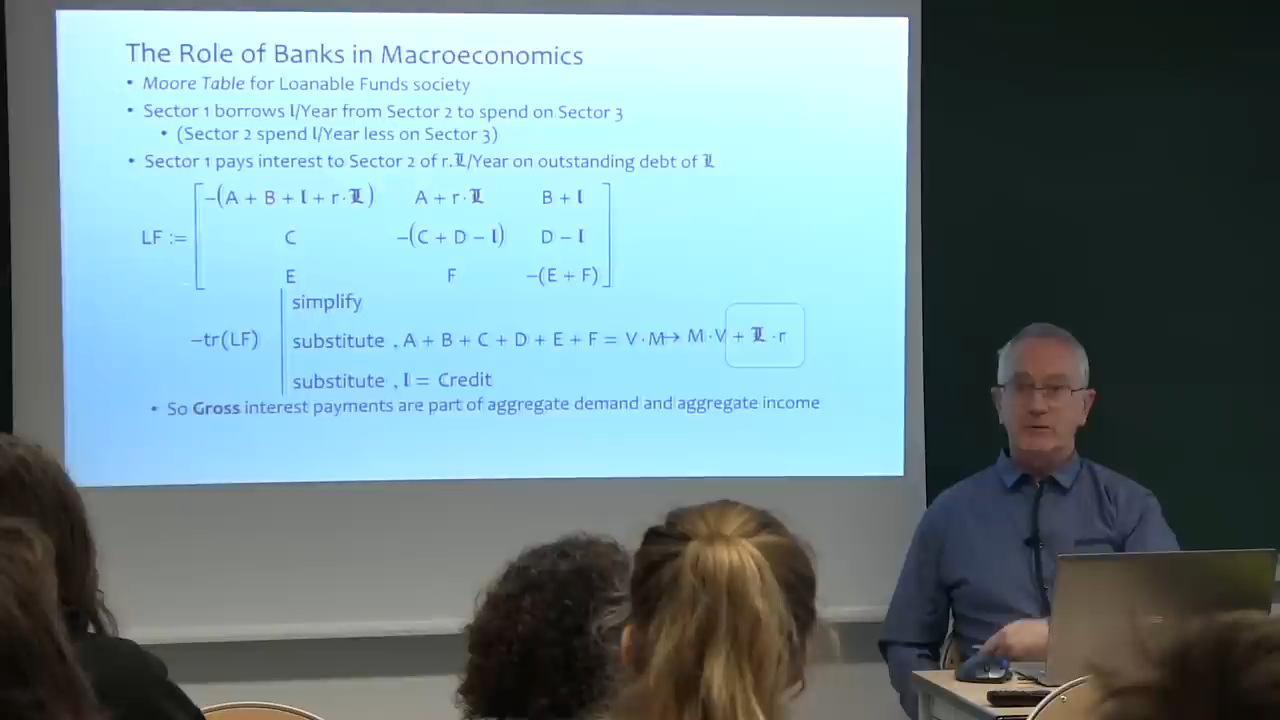 The Role of Banks in Macroeconomics
• Moore Table for Loanable Funds society
• Sector 1 borrows l/Year from Sector 2 to spend on Sector 3
• (Sector 2 spend l/Year less on Sector 3)
• Sector 1 pays interest to Sector 2 of r.𝕷/Year on outstanding debt of 𝕷
-(A + B + l + r·𝕷) A + r·𝕷 B + l
LF := C -(C + D - l) D - l
E F -(E + F)
simplify
-tr(LF) substitute , A + B + C + D + E + F = V·M → M·V + 𝕷·r
substitute , l = Credit
• So Gross interest payments are part of aggregate demand and aggregate income